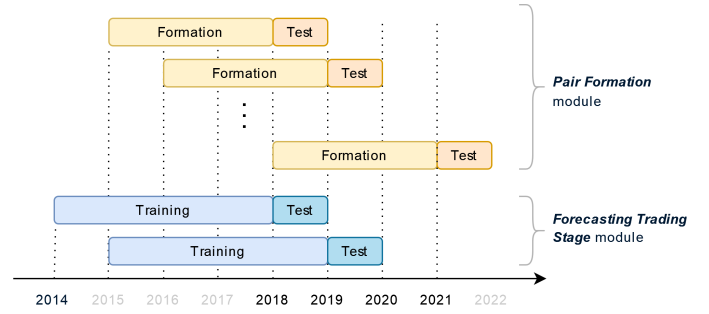 Formation Test
Formation Test
Pair Formation
module
Formation Test
Training Test
Forecasting Trading
Stage module
Training Test
2014 2015 2016 2017 2018 2019 2020 2021 2022